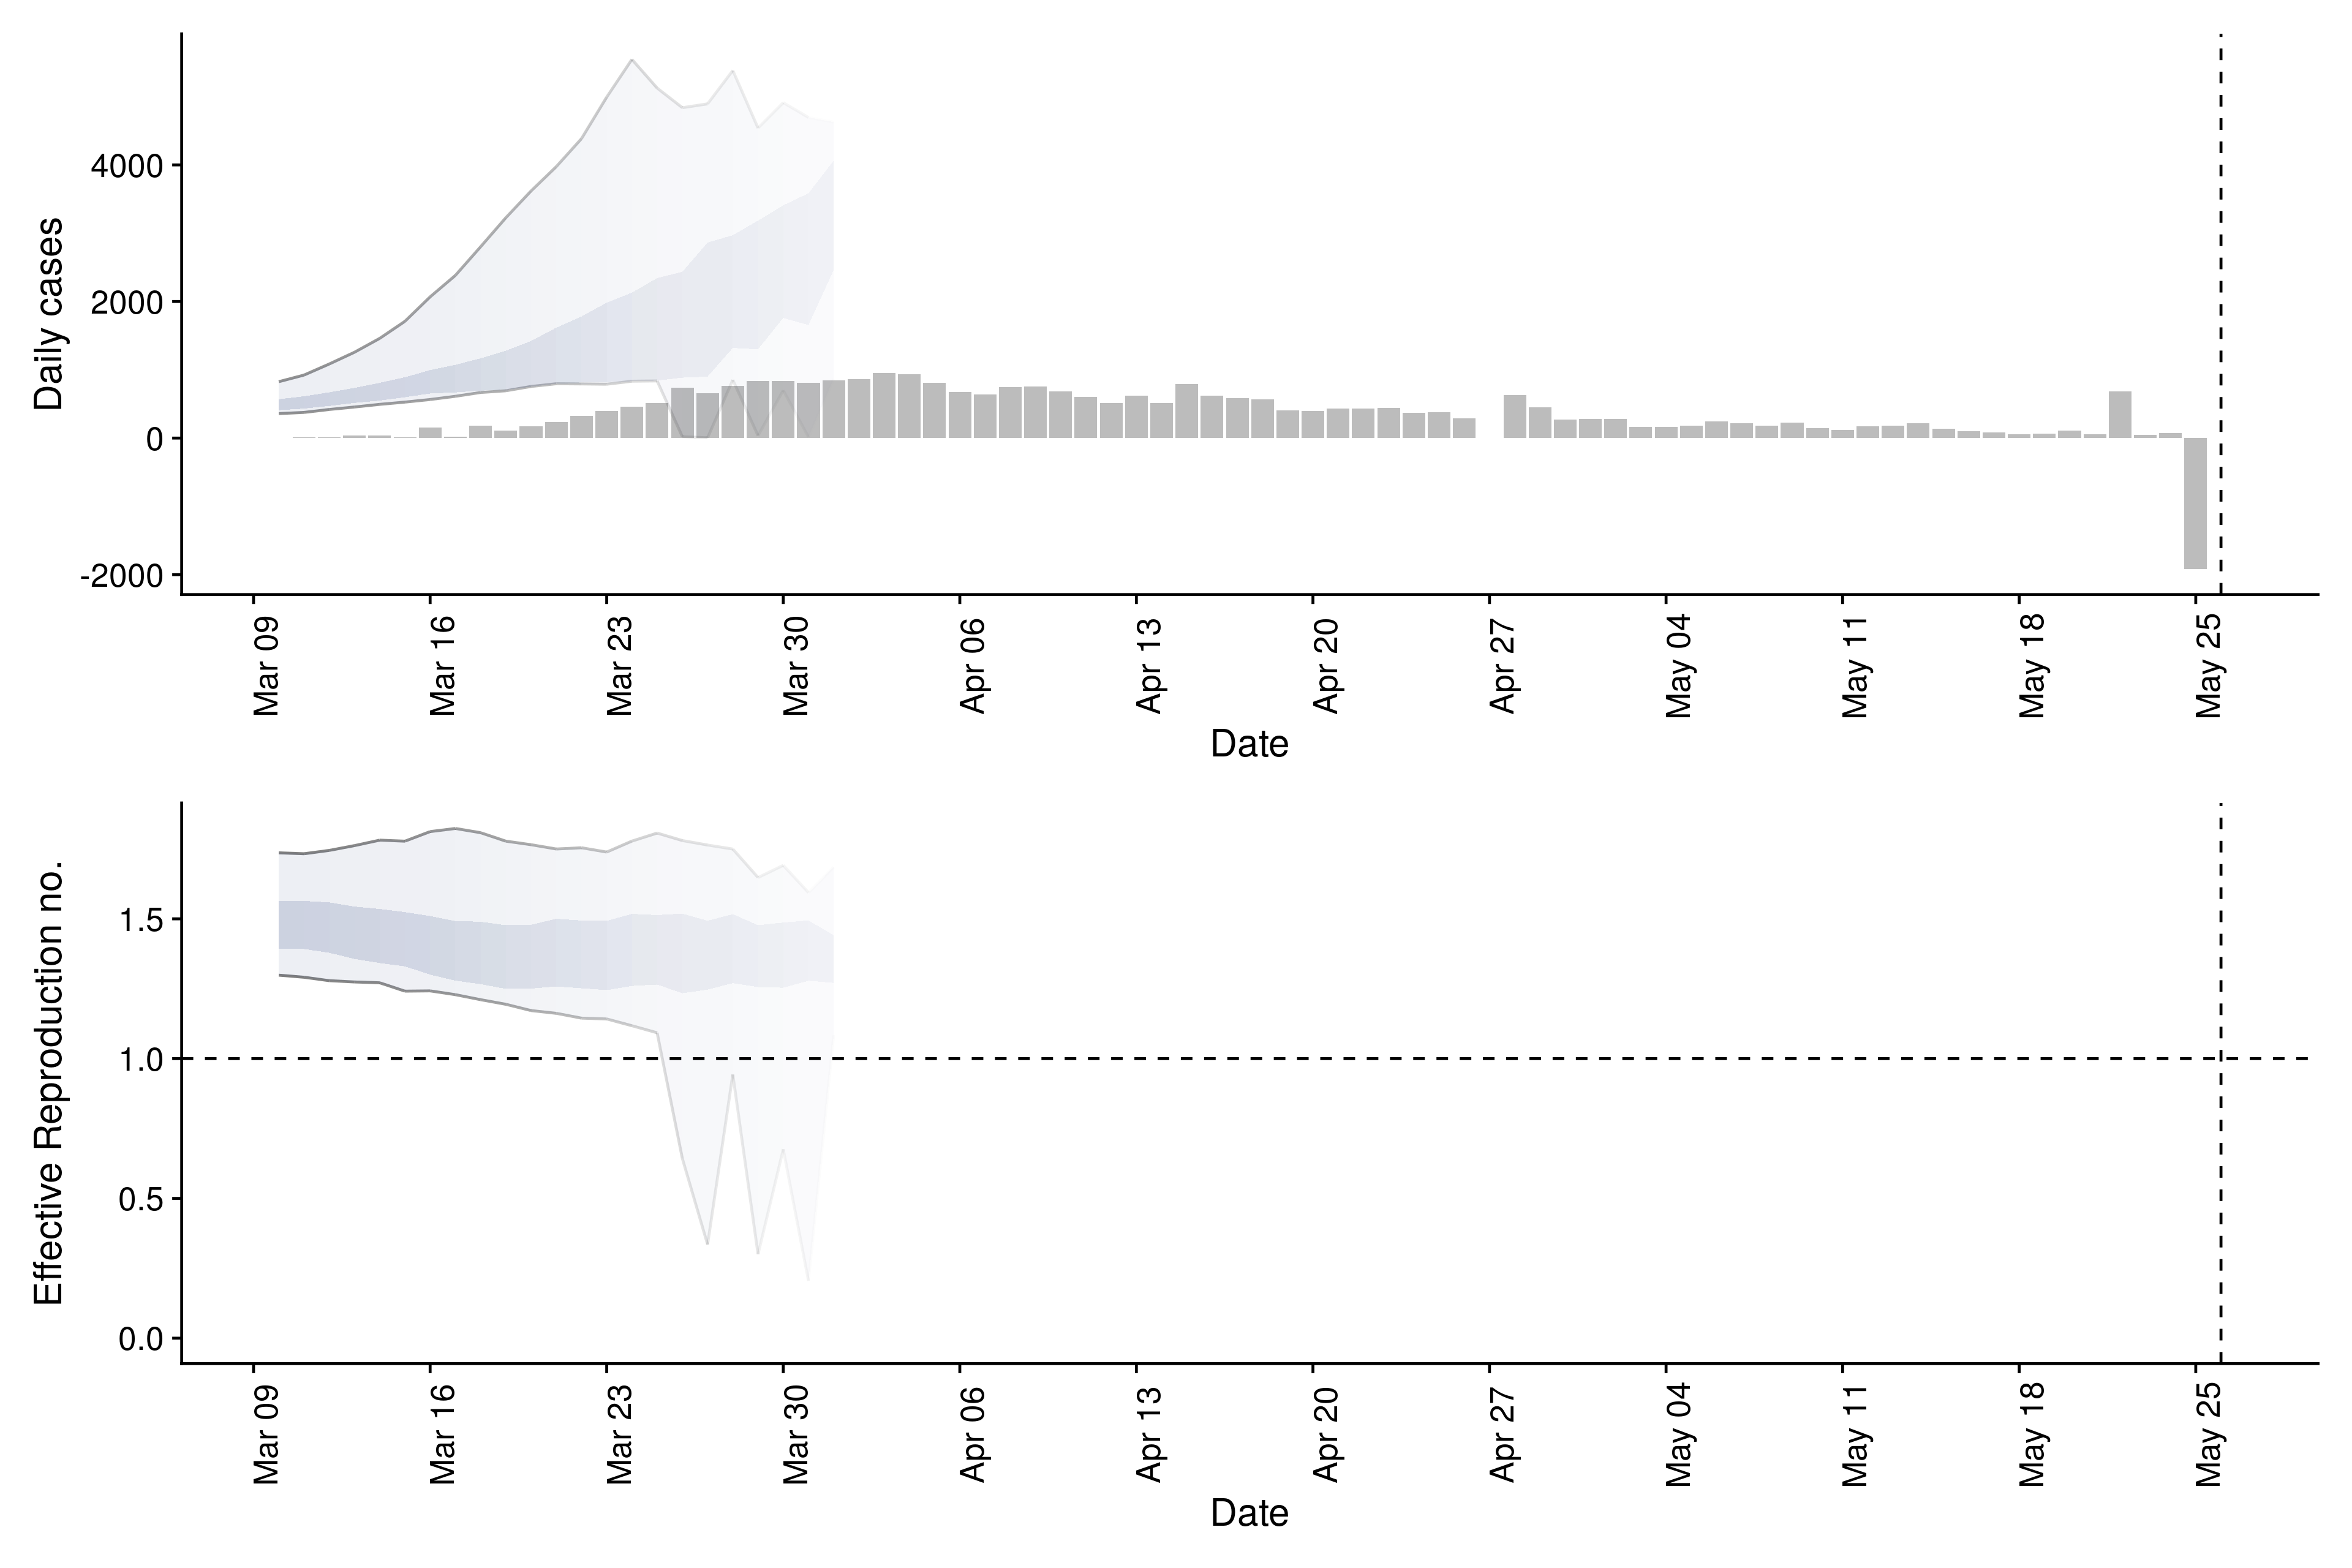 Daily cases
4000
2000
0
-2000
Mar 09
Mar 16
Mar 23
Mar 30
Apr 06
Apr 13
Apr 20
Apr 27
May 04
May 11
May 18
May 25
Date
Effective Reproduction no.
1.5
1.0
0.5
0.0
Mar 09
Mar 16
Mar 23
Mar 30
Apr 06
Apr 13
Apr 20
Apr 27
May 04
May 11
May 18
May 25
Date